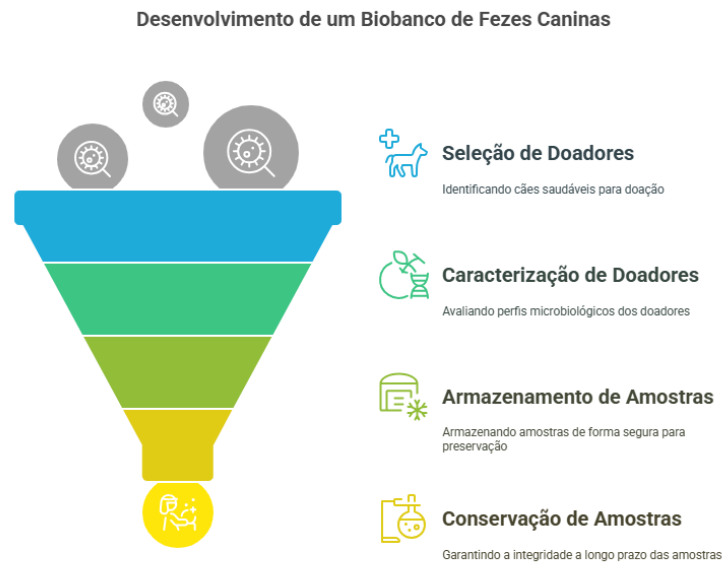 Desenvolvimento de um Biobanco de Fezes Caninas
Seleção de Doadores
Identificando cães saudáveis para doação
Caracterização de Doadores
Avaliando perfis microbiológicos dos doadores
Armazenamento de Amostras
Armazenando amostras de forma segura para
preservação
Conservação de Amostras
Garantindo a integridade a longo prazo das amostras